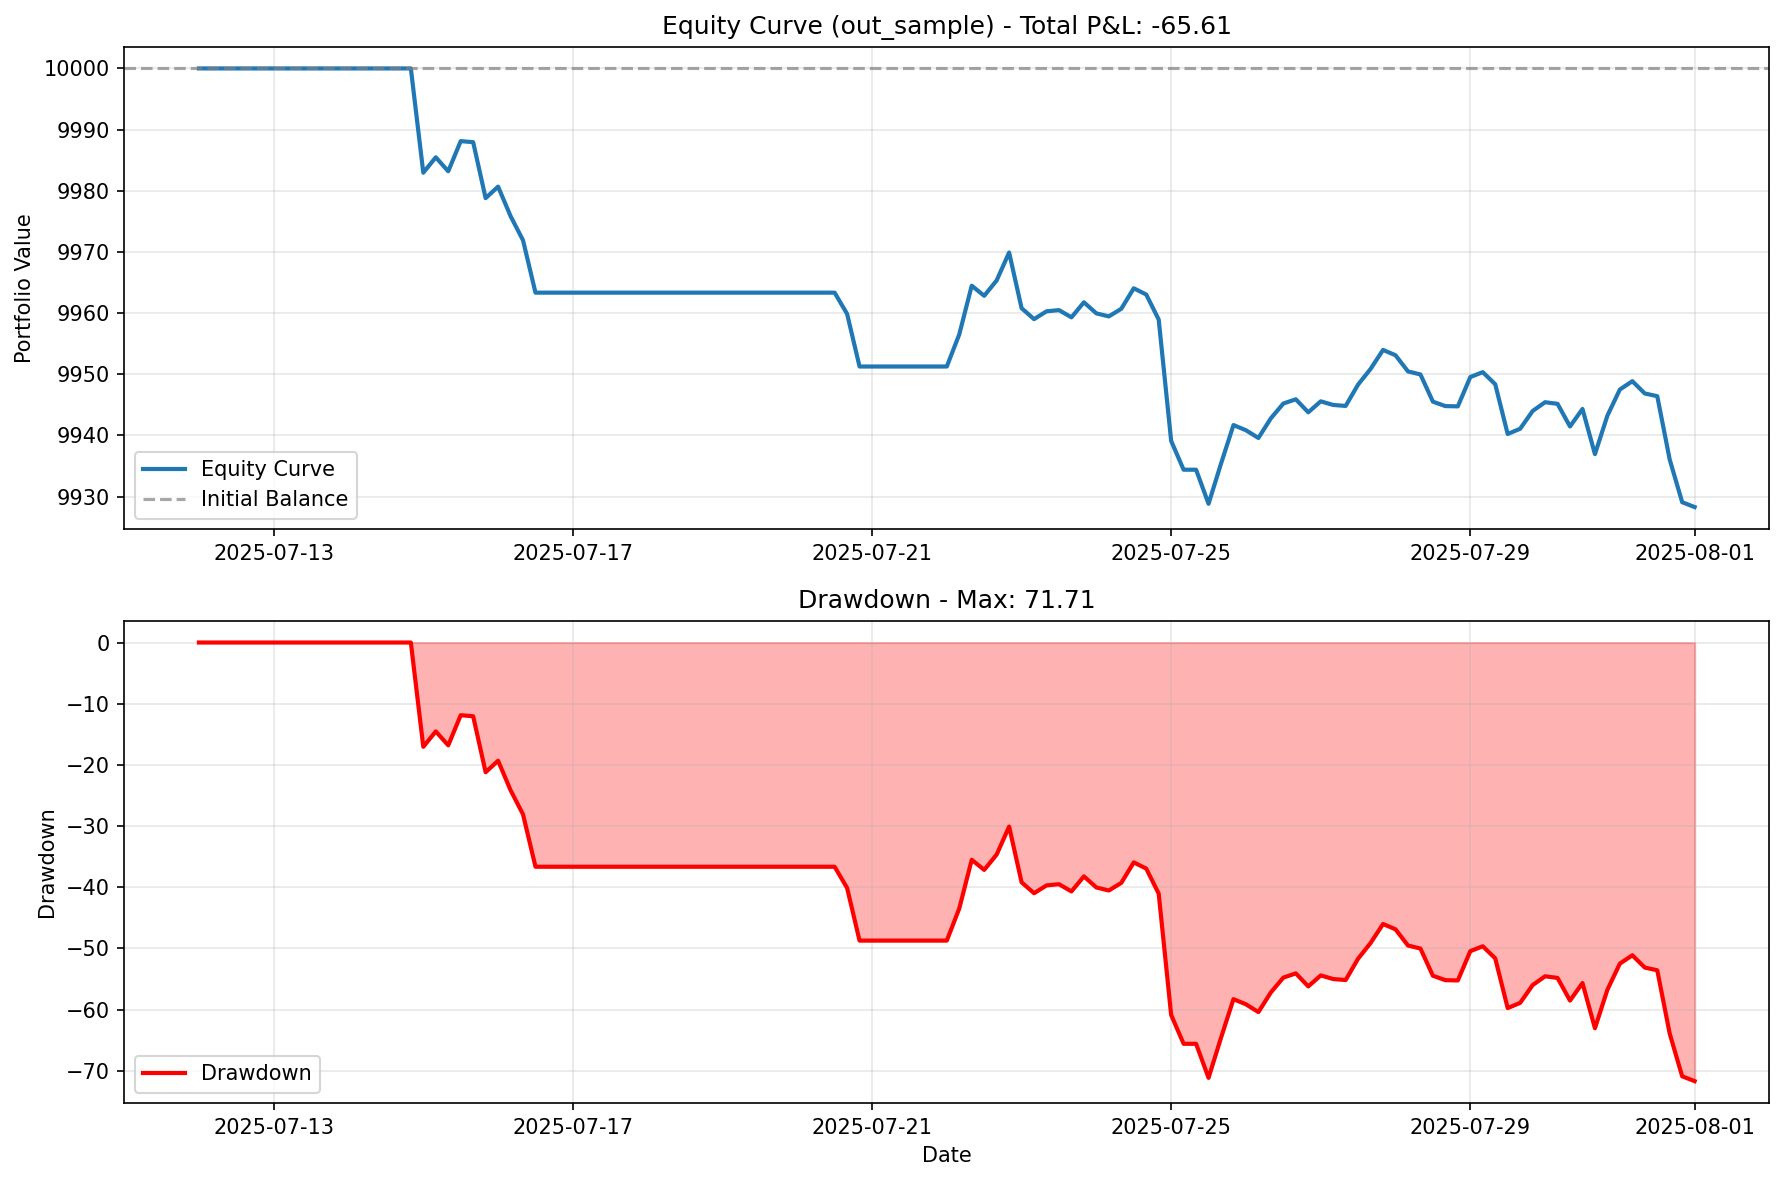 Equity Curve (out_sample) - Total P&L: -65.61
10000
9990
9980
9970
9960
9950
9940
9930
Portfolio Value
Equity Curve
Initial Balance
2025-07-13 2025-07-17 2025-07-21 2025-07-25 2025-07-29 2025-08-01
Drawdown - Max: 71.71
0
−10
−20
−30
−40
−50
−60
−70
Drawdown
Drawdown
2025-07-13 2025-07-17 2025-07-21 2025-07-25 2025-07-29 2025-08-01
Date